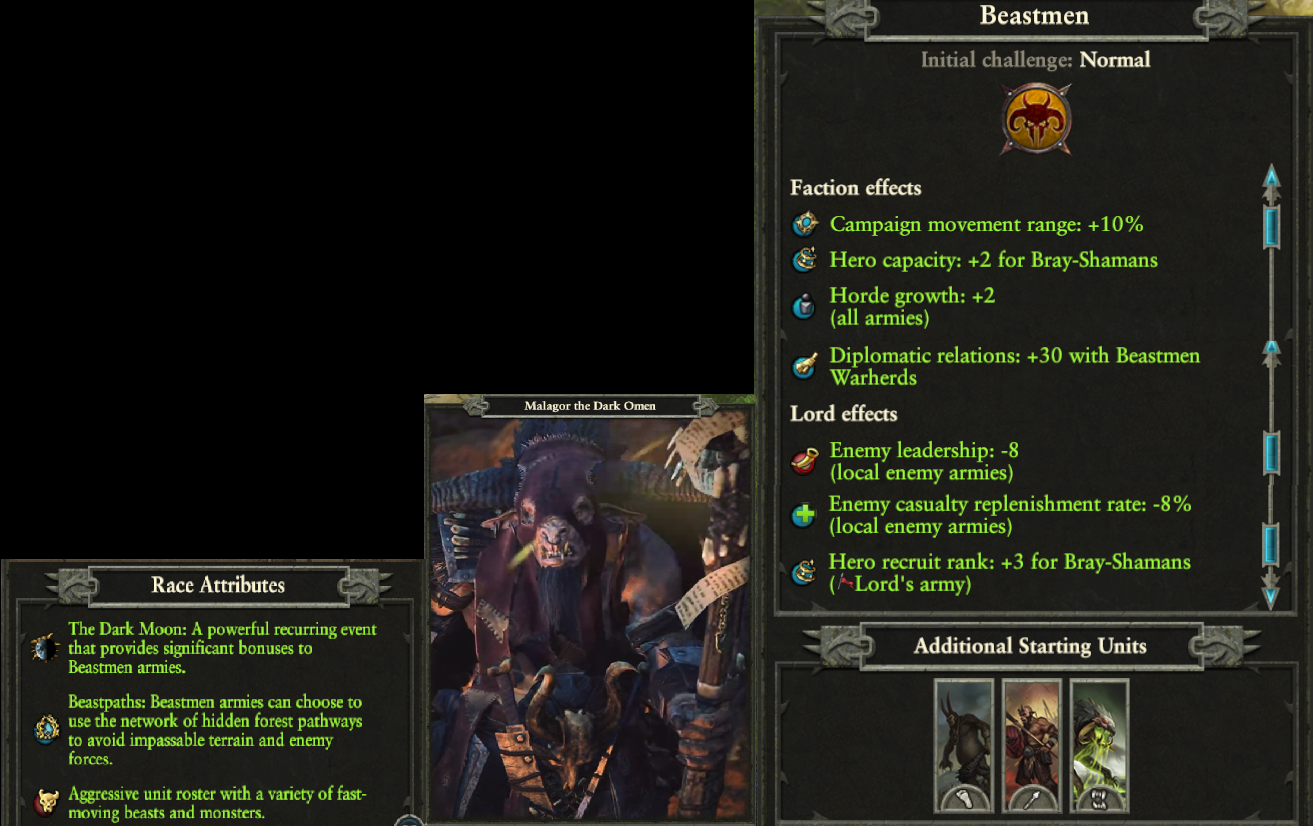 Beastmen
Initial challenge: Normal
Faction effects
Campaign movement range: +10%
Hero capacity: +2 for Bray-Shamans
Horde growth: +2
(all armies)
Diplomatic relations: +30 with Beastmen
Warherds
Lord effects
Enemy leadership: -8
(local enemy armies)
Enemy casualty replenishment rate: -8%
(local enemy armies)
Hero recruit rank: +3 for Bray-Shamans
(Lord's army)
Additional Starting Units
Malagor the Dark Omen
Race Attributes
The Dark Moon: A powerful recurring event
that provides significant bonuses to
Beastmen armies.
Beastpaths: Beastmen armies can choose to
use the network of hidden forest pathways
to avoid impassable terrain and enemy
forces.
Aggressive unit roster with a variety of fast-
moving beasts and monsters.